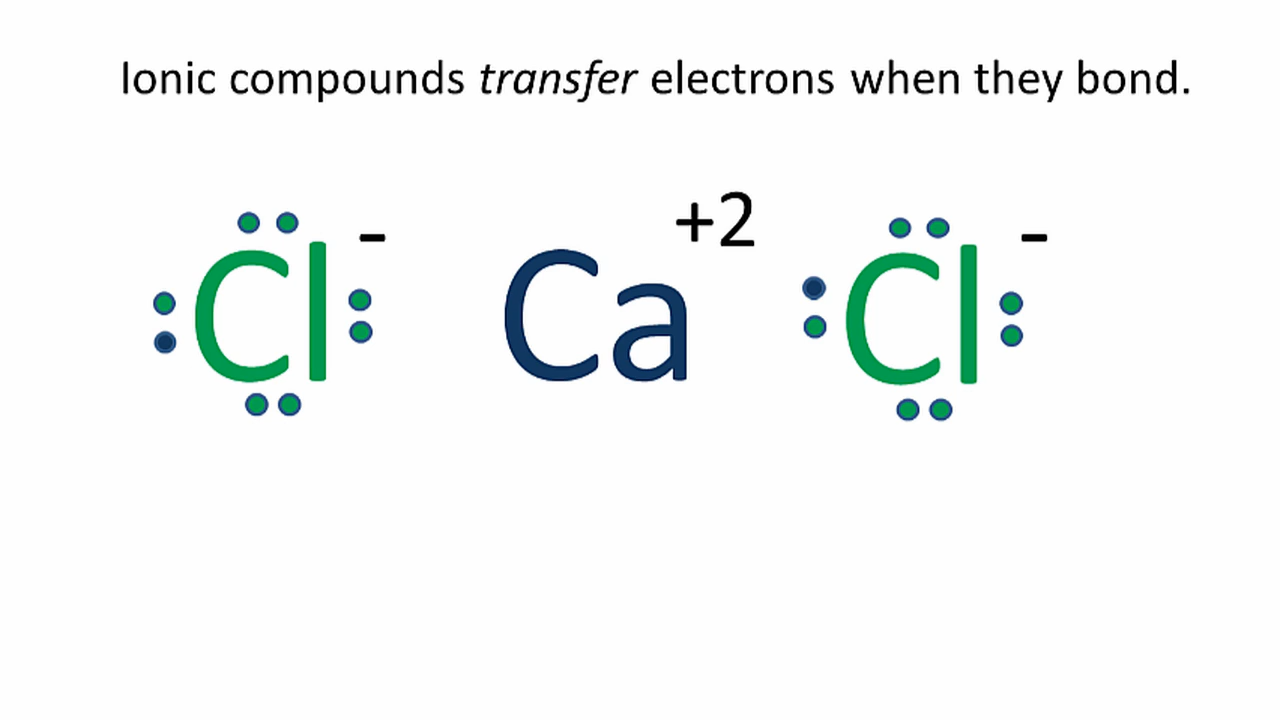 Ionic compounds transfer electrons when they bond.
Cl - Ca +2 Cl -